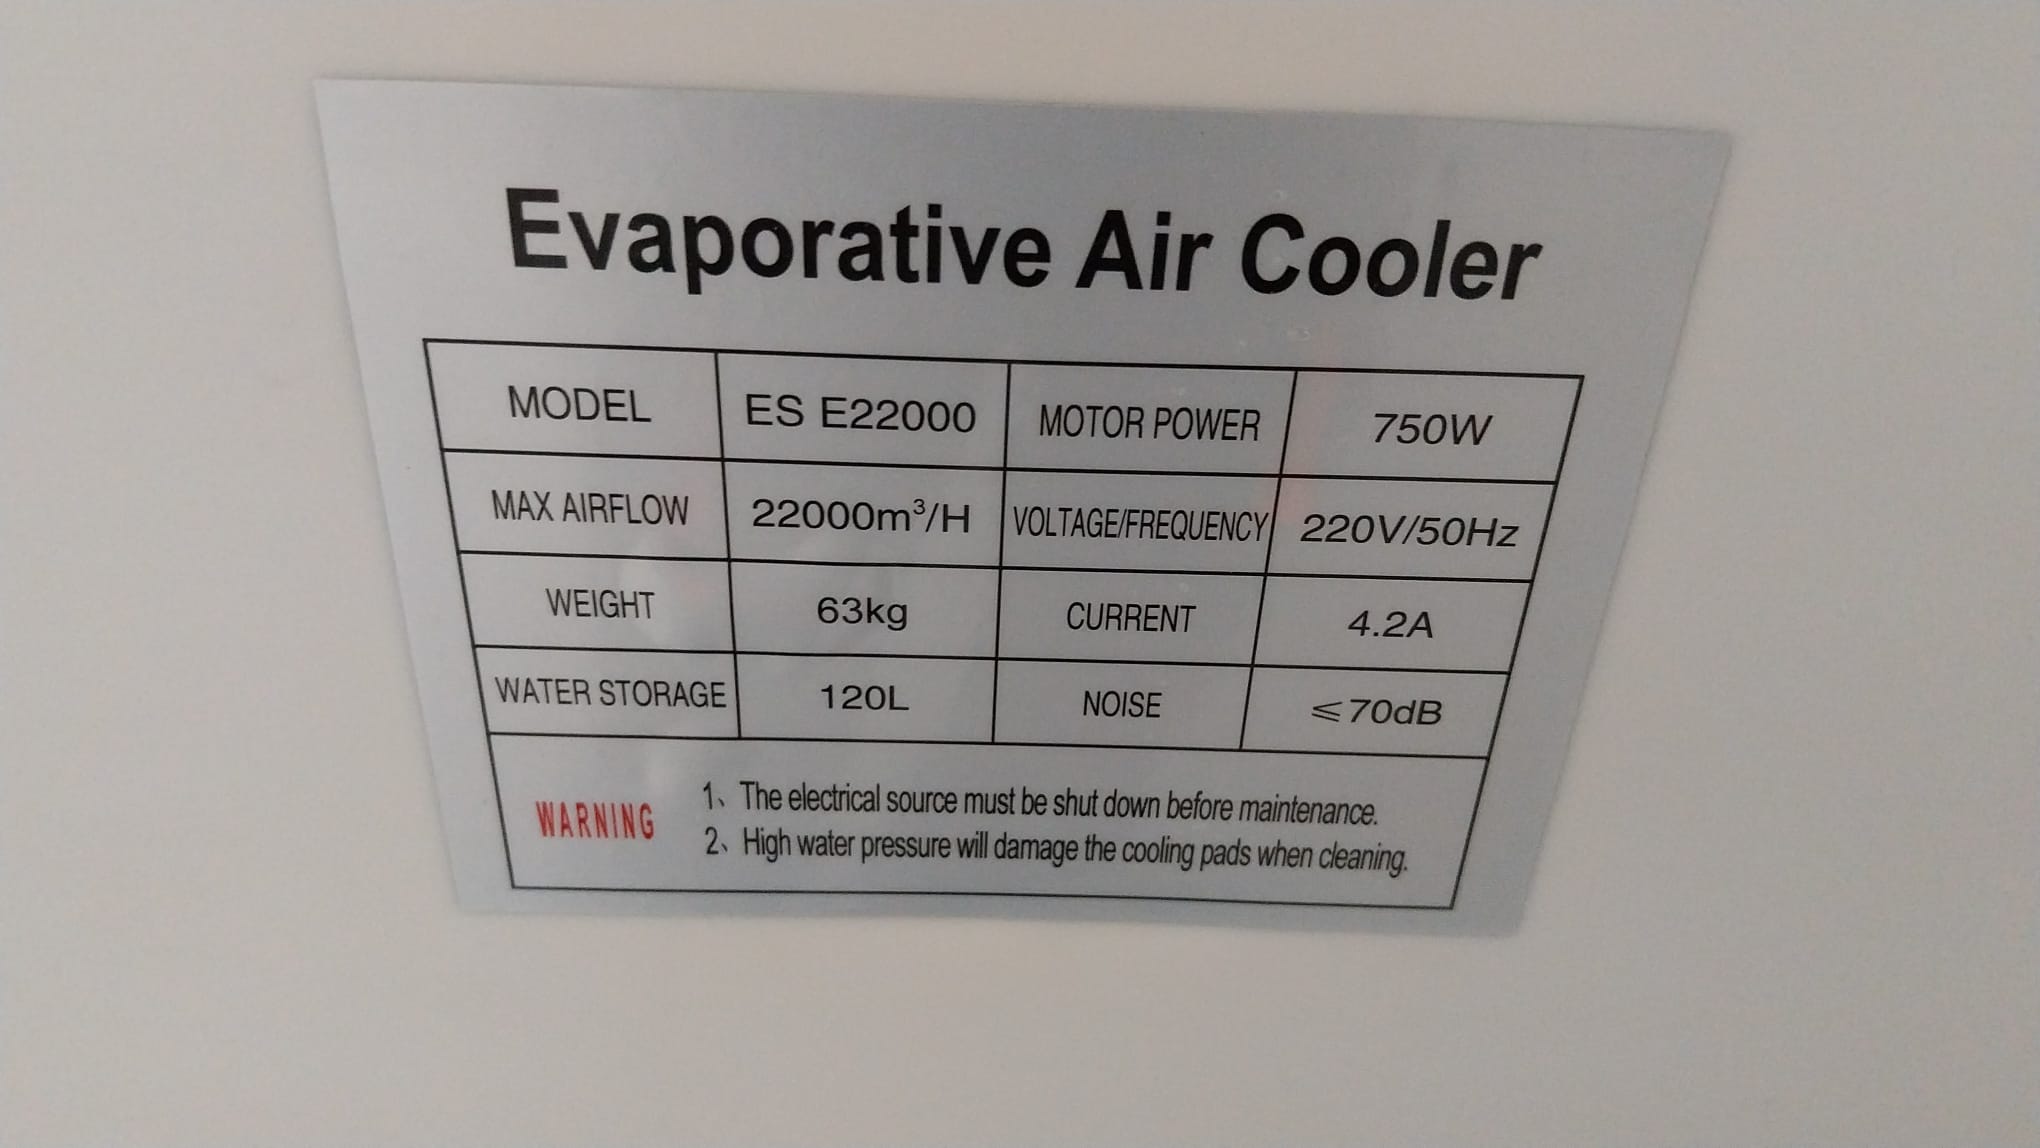 Evaporative Air Cooler
MODEL ES E22000 MOTOR POWER 750W
MAX AIRFLOW 22000m³/H VOLTAGE/FREQUENCY 220V/50Hz
WEIGHT 63kg CURRENT 4.2A
WATER STORAGE 120L NOISE ⩽70dB
WARNING
1、The electrical source must be shut down before maintenance.
2、High water pressure will damage the cooling pads when cleaning.